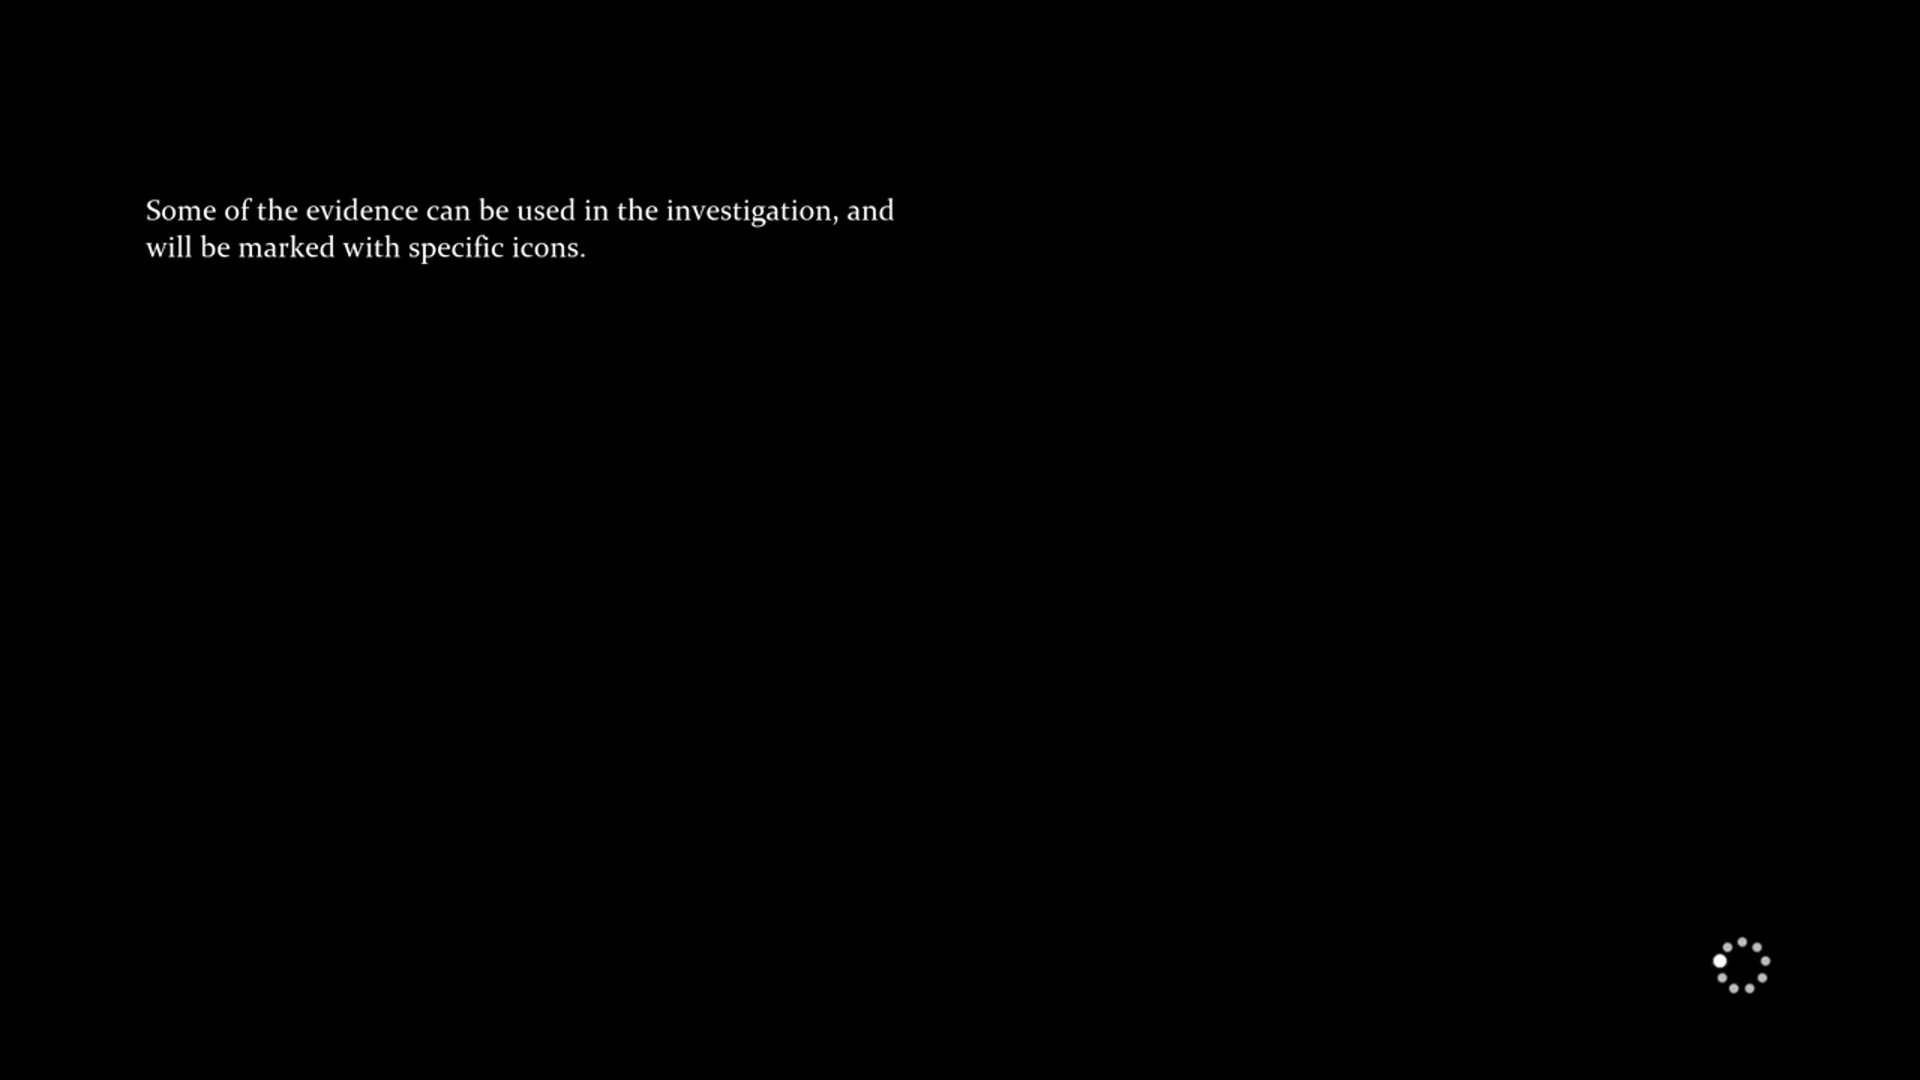 Some of the evidence can be used in the investigation, and
will be marked with specific icons.